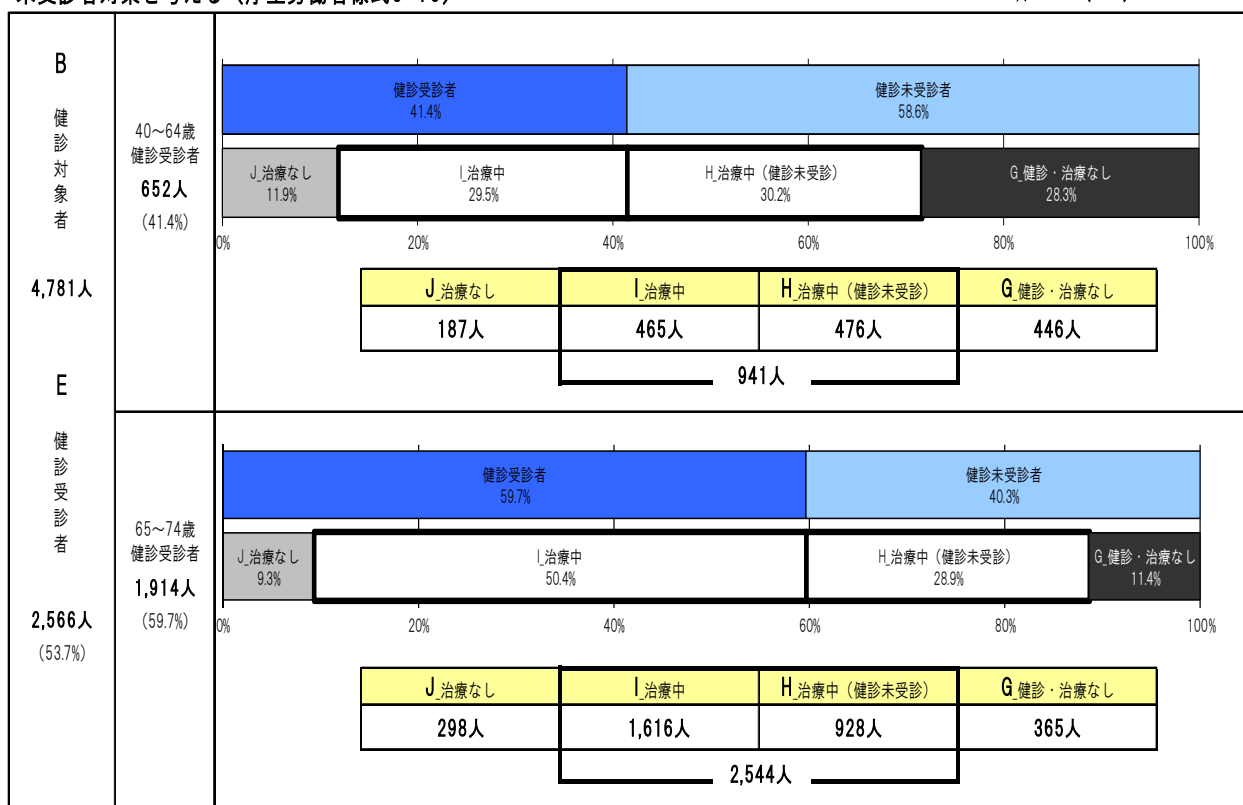 B
健
診
対
象
者
4,781人
E
健
診
受
診
者
2,566人
(53.7%)
40～64歳
健診受診者
652人
(41.4%)
健診受診者
41.4%
健診未受診者
58.6%
J_治療なし
11.9%
I_治療中
29.5%
H_治療中（健診未受診）
30.2%
G_健診・治療なし
28.3%
0% 20% 40% 60% 80% 100%
J_治療なし I_治療中 H_治療中（健診未受診） G_健診・治療なし
187人 465人 476人 446人
941人
65～74歳
健診受診者
1,914人
(59.7%)
健診受診者
59.7%
健診未受診者
40.3%
J_治療なし
9.3%
I_治療中
50.4%
H_治療中（健診未受診）
28.9%
G_健診・治療なし
11.4%
0% 20% 40% 60% 80% 100%
J_治療なし I_治療中 H_治療中（健診未受診） G_健診・治療なし
298人 1,616人 928人 365人
2,544人